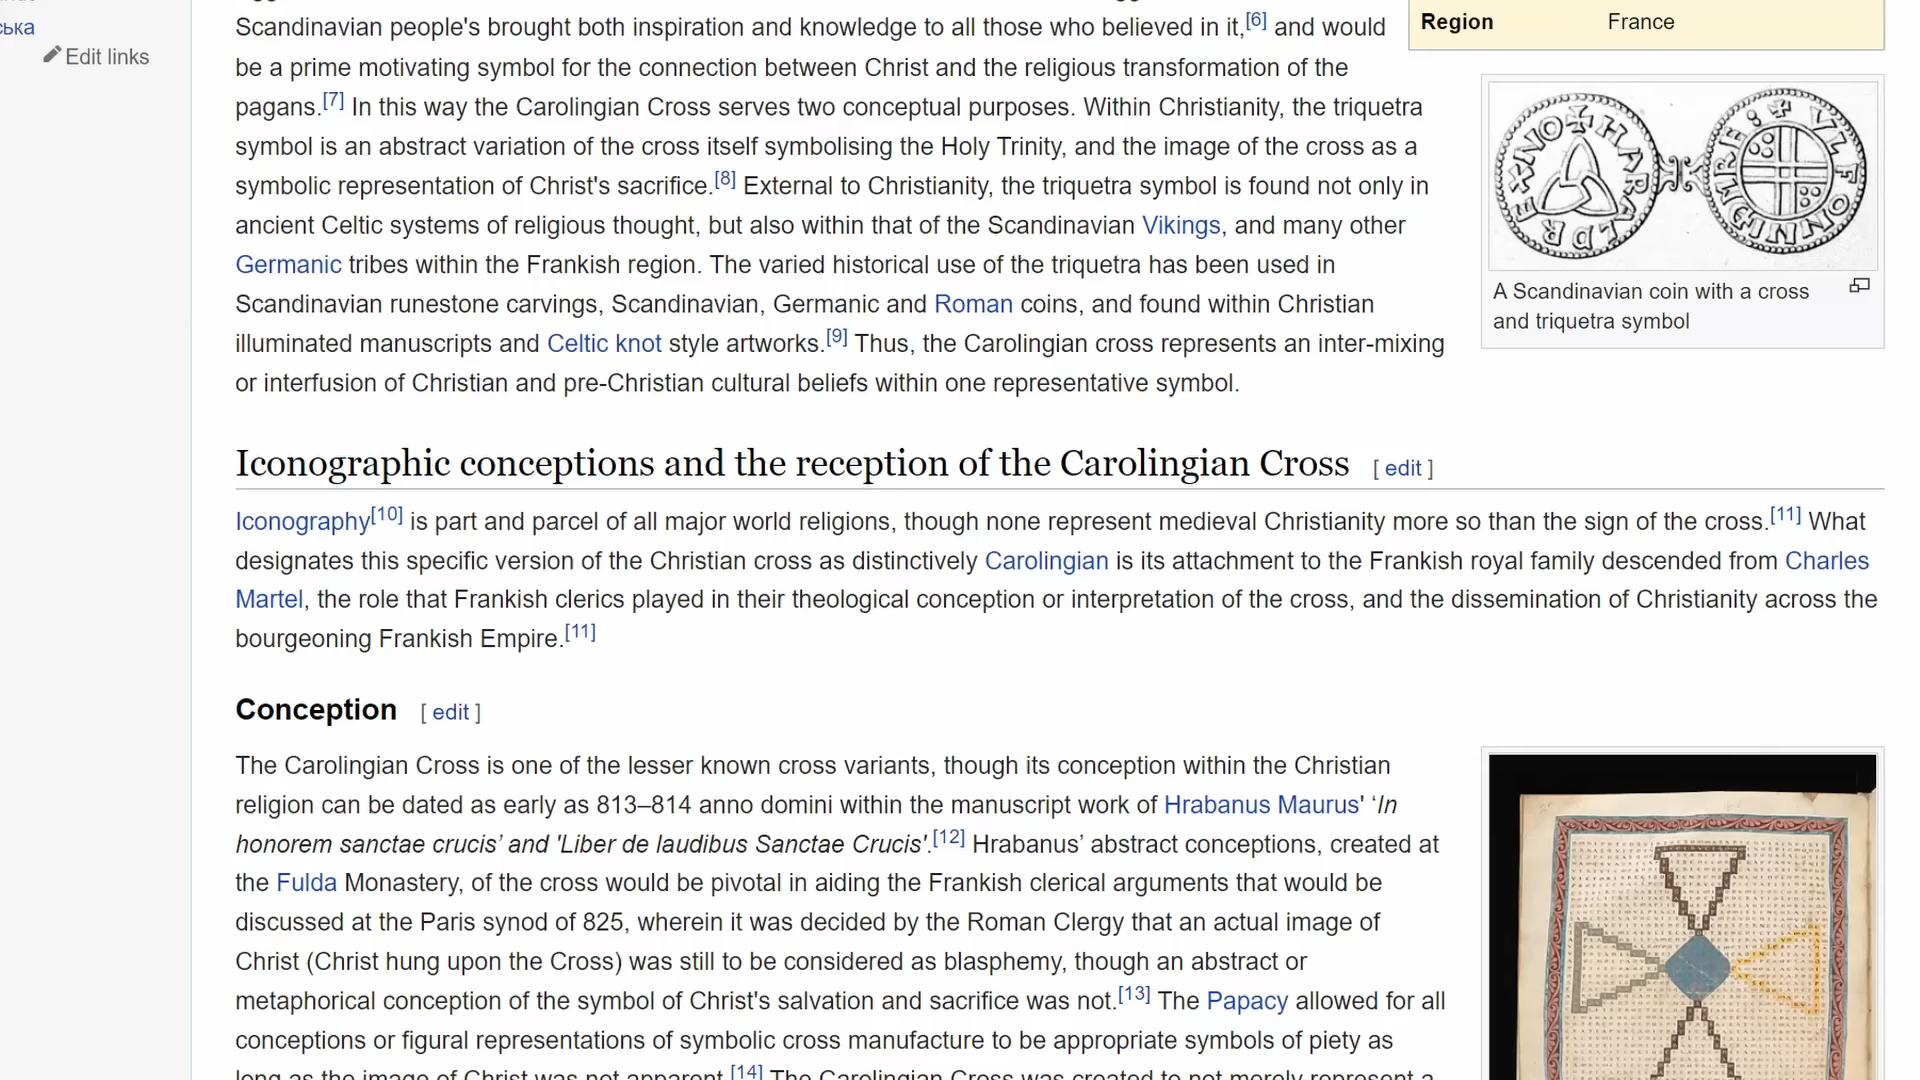 ська
Edit links
Scandinavian people's brought both inspiration and knowledge to all those who believed in it,[6] and would
be a prime motivating symbol for the connection between Christ and the religious transformation of the
pagans.[7] In this way the Carolingian Cross serves two conceptual purposes. Within Christianity, the triquetra
symbol is an abstract variation of the cross itself symbolising the Holy Trinity, and the image of the cross as a
symbolic representation of Christ's sacrifice.[8] External to Christianity, the triquetra symbol is found not only in
ancient Celtic systems of religious thought, but also within that of the Scandinavian Vikings, and many other
Germanic tribes within the Frankish region. The varied historical use of the triquetra has been used in
Scandinavian runestone carvings, Scandinavian, Germanic and Roman coins, and found within Christian
illuminated manuscripts and Celtic knot style artworks.[9] Thus, the Carolingian cross represents an inter-mixing
or interfusion of Christian and pre-Christian cultural beliefs within one representative symbol.
Region France
A Scandinavian coin with a cross
and triquetra symbol
Iconographic conceptions and the reception of the Carolingian Cross [ edit ]
Iconography[10] is part and parcel of all major world religions, though none represent medieval Christianity more so than the sign of the cross.[11] What
designates this specific version of the Christian cross as distinctively Carolingian is its attachment to the Frankish royal family descended from Charles
Martel, the role that Frankish clerics played in their theological conception or interpretation of the cross, and the dissemination of Christianity across the
bourgeoning Frankish Empire.[11]
Conception [ edit ]
The Carolingian Cross is one of the lesser known cross variants, though its conception within the Christian
religion can be dated as early as 813–814 anno domini within the manuscript work of Hrabanus Maurus' ‘In
honorem sanctae crucis’ and 'Liber de laudibus Sanctae Crucis'.[12] Hrabanus’ abstract conceptions, created at
the Fulda Monastery, of the cross would be pivotal in aiding the Frankish clerical arguments that would be
discussed at the Paris synod of 825, wherein it was decided by the Roman Clergy that an actual image of
Christ (Christ hung upon the Cross) was still to be considered as blasphemy, though an abstract or
metaphorical conception of the symbol of Christ's salvation and sacrifice was not.[13] The Papacy allowed for all
conceptions or figural representations of symbolic cross manufacture to be appropriate symbols of piety as
long as the image of Christ was not apparent.[14] The Carolingian Cross was created to not merely represent a